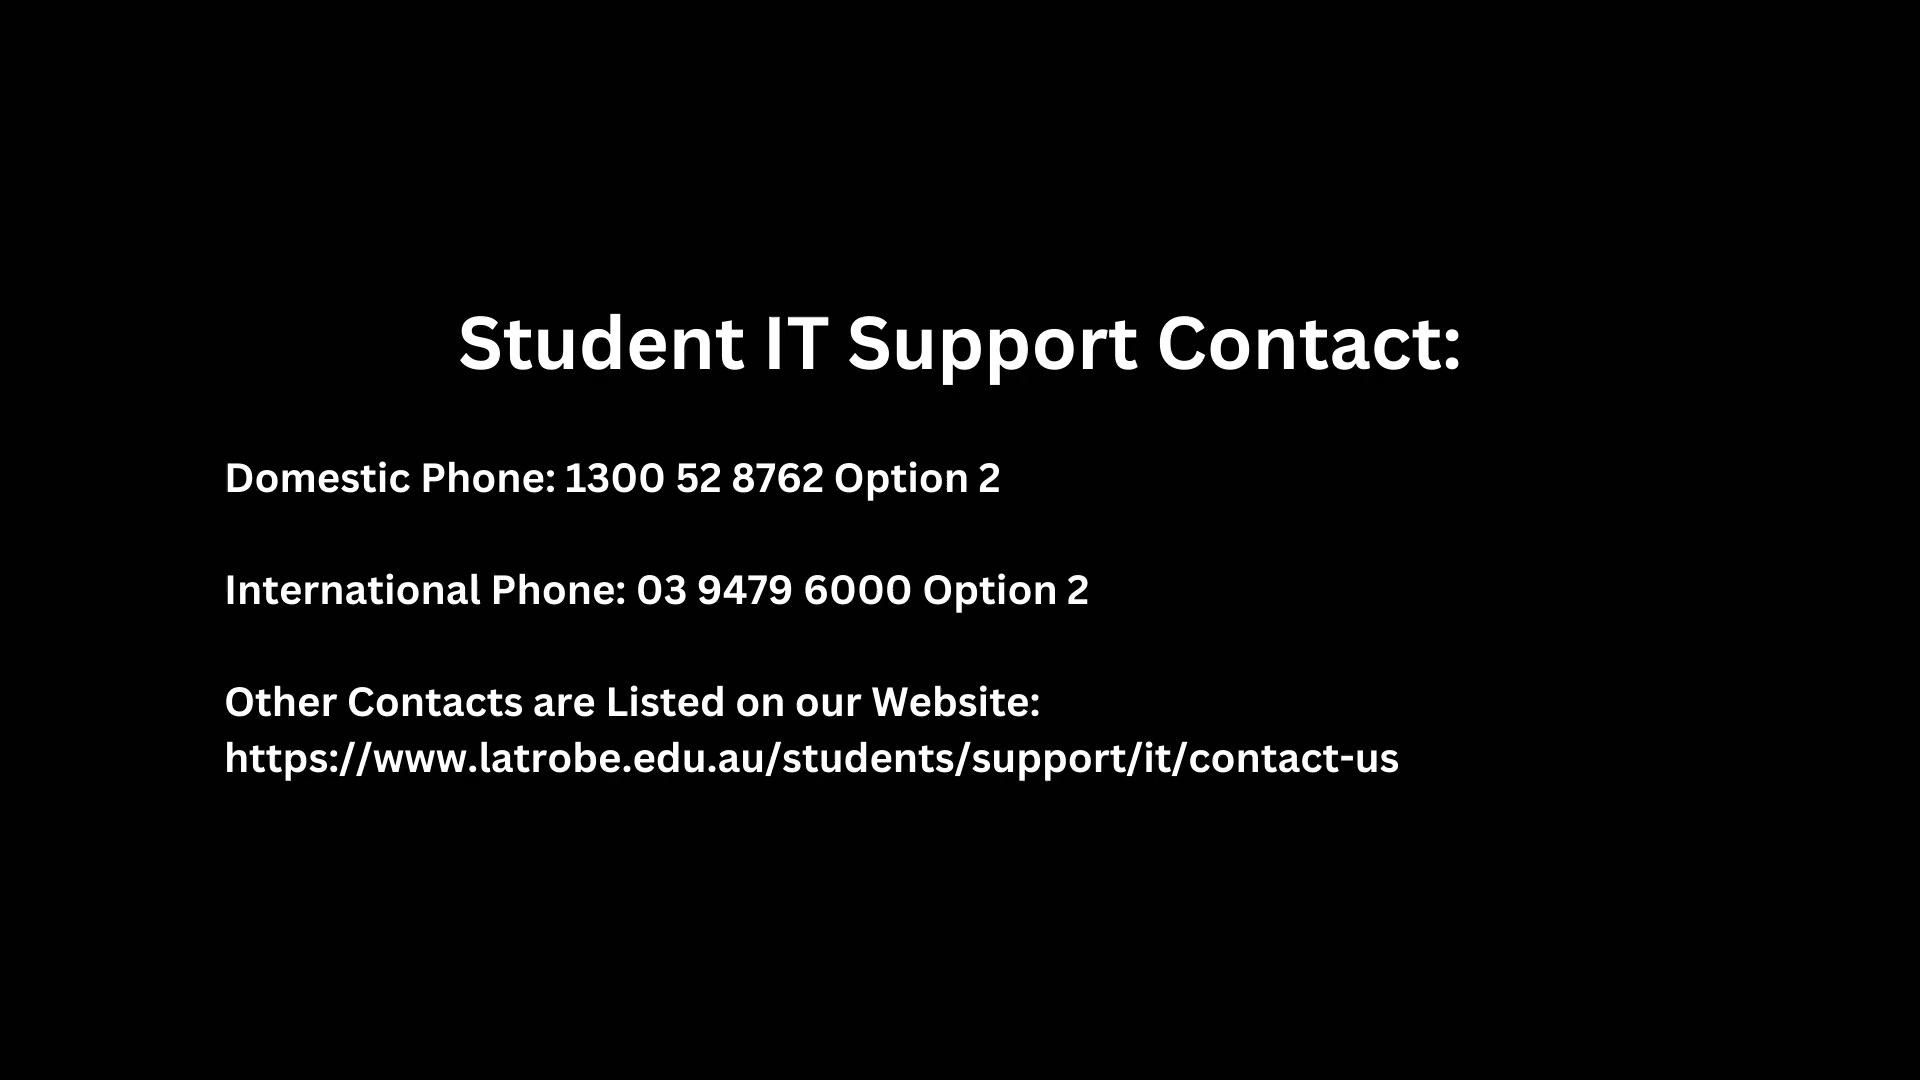 Student IT Support Contact:
Domestic Phone: 1300 52 8762 Option 2
International Phone: 03 9479 6000 Option 2
Other Contacts are Listed on our Website:
https://www.latrobe.edu.au/students/support/it/contact-us